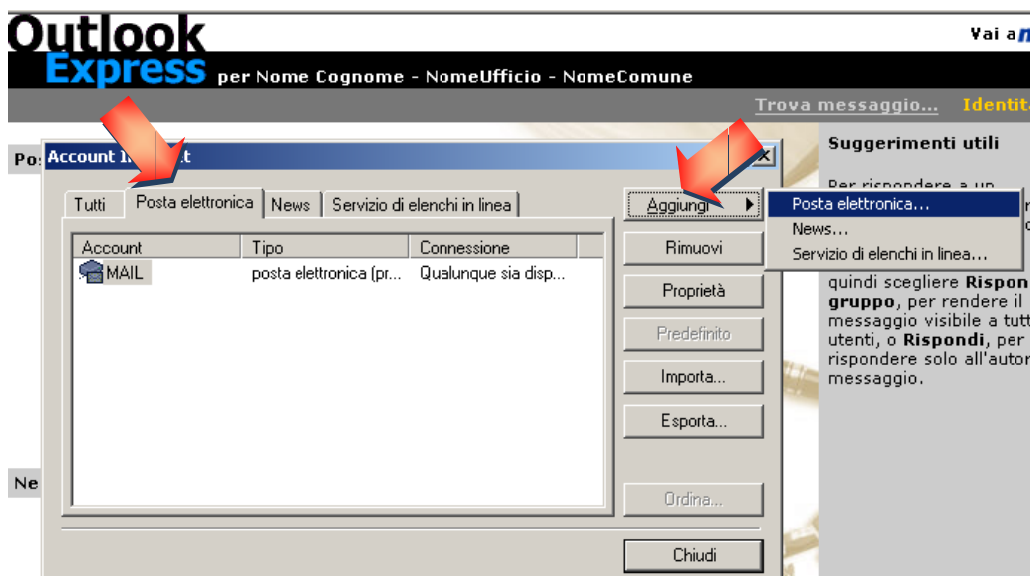 Outlook
Vai a
Express per Nome Cognome - NomeUfficio - NomeComune
Trova messaggio... Identit
Suggerimenti utili
Account
Tutti Posta elettronica News Servizio di elenchi in linea
Account Tipo Connessione
MAIL posta elettronica (pr... Qualunque sia disp...
Aggiungi
Rimuovi
Proprietà
Predefinito
Importa...
Esporta...
Ordina...
Chiudi
Posta elettronica...
News...
Servizio di elenchi in linea...
Per rispondere a un
quindi scegliere Rispon
gruppo, per rendere il
messaggio visibile a tutt
utenti, o Rispondi, per
rispondere solo all'autor
messaggio.
Ne